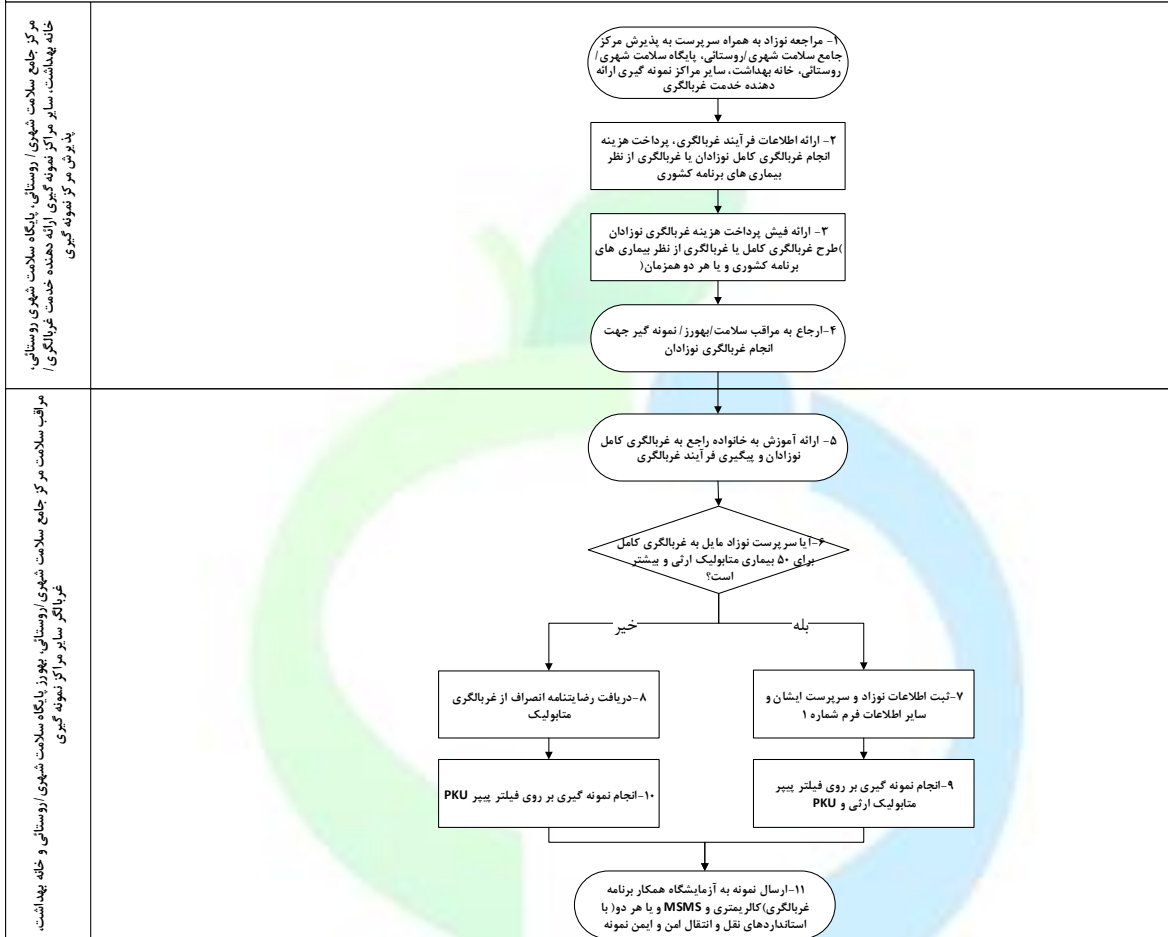 مرکز جامع سلامت شهری/ روستائی، پایگاه سلامت شهری روستائی،
خانه بهداشت، سایر مراکز نمونه گیری ارائه دهنده خدمت غربالگری /
پذیرش مرکز نمونه گیری
۱- مراجعه نوزاد به همراه سرپرست به پذیرش مرکز
جامع سلامت شهری/روستائی، پایگاه سلامت شهری/
روستائی، خانه بهداشت، سایر مراکز نمونه گیری ارائه
دهنده خدمت غربالگری
۲- ارائه اطلاعات فرآیند غربالگری، پرداخت هزینه
انجام غربالگری کامل نوزادان یا غربالگری از نظر
بیماری های برنامه کشوری
۳- ارائه فیش پرداخت هزینه غربالگری نوزادان
)طرح غربالگری کامل یا غربالگری از نظر بیماری های
برنامه کشوری و یا هر دو همزمان(
۴-ارجاع به مراقب سلامت/بهورز/ نمونه گیر جهت
انجام غربالگری نوزادان
مراقب سلامت مرکز جامع سلامت شهری/روستائی، بهورز پایگاه سلامت شهری/روستائی و خانه بهداشت،
غربالگر سایر مراکز نمونه گیری
۵- ارائه آموزش به خانواده راجع به غربالگری کامل
نوزادان و پیگیری فرآیند غربالگری
۶-ایا سرپرست نوزاد مایل به غربالگری کامل
برای ۵۰ بیماری متابولیک ارثی و بیشتر
است؟
بله
خیر
۷-ثبت اطلاعات نوزاد و سرپرست ایشان و
سایر اطلاعات فرم شماره ۱
۸-دریافت رضایتنامه انصراف از غربالگری
متابولیک
۹-انجام نمونه گیری بر روی فیلتر پیپر
متابولیک ارثی و PKU
۱۰-انجام نمونه گیری بر روی فیلتر پیپر PKU
۱۱-ارسال نمونه به آزمایشگاه همکار برنامه
غربالگری)کالریمتری و MSMS و یا هر دو( با
استانداردهای نقل و انتقال امن و ایمن نمونه